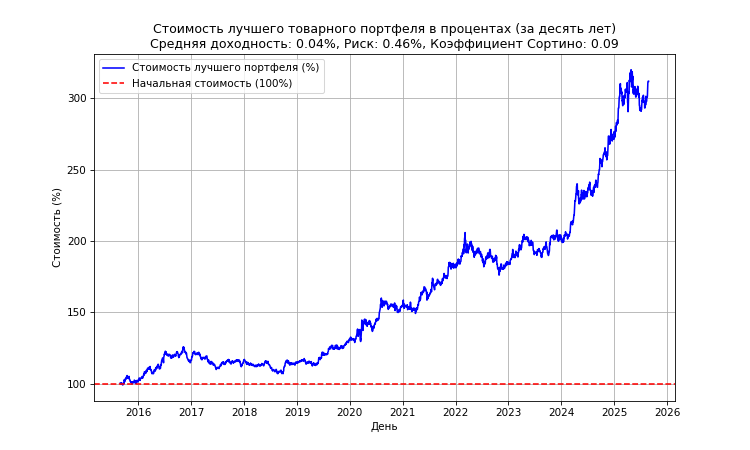 Стоимость лучшего товарного портфеля в процентах (за десять лет)
Средняя доходность: 0.04%, Риск: 0.46%, Коэффициент Сортино: 0.09
Стоимость лучшего портфеля (%)
Начальная стоимость (100%)
Стоимость (%)
300
250
200
150
100
2016 2017 2018 2019 2020 2021 2022 2023 2024 2025 2026
День